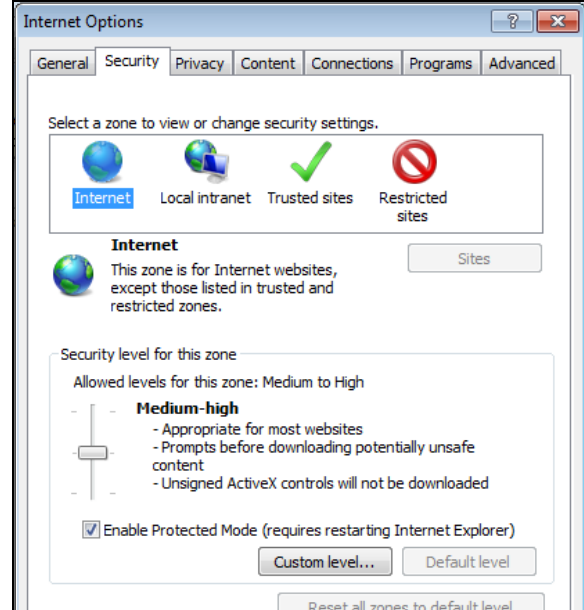 Internet Options
General Security Privacy Content Connections Programs Advanced
Select a zone to view or change security settings.
Internet Local intranet Trusted sites Restricted
sites
Internet
Sites
This zone is for Internet websites,
except those listed in trusted and
restricted zones.
Security level for this zone
Allowed levels for this zone: Medium to High
Medium-high
- Appropriate for most websites
- Prompts before downloading potentially unsafe
content
- Unsigned ActiveX controls will not be downloaded
Enable Protected Mode (requires restarting Internet Explorer)
Custom level... Default level
Reset all zones to default level